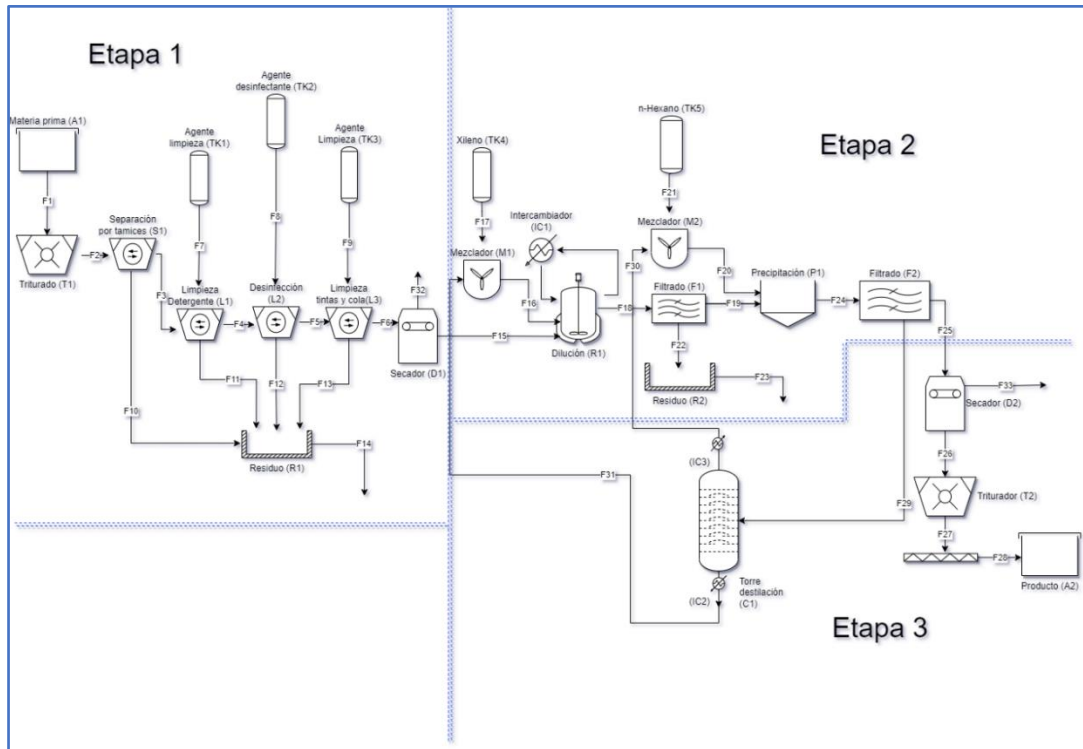 Etapa 1
Materia prima (A1)
F1
Triturado (T1)
F2
Separación
por tamices (S1)
F3
Agente
limpieza (TK1)
F7
Limpieza
Detergente (L1)
F4
Agente
desinfectante (TK2)
F8
Desinfección
(L2)
F5
Agente
Limpieza (TK3)
F9
Limpieza
tintas y cola(L3)
F6
F32
Secador (D1)
F10
F11
F12
F13
Residuo (R1)
F14
Etapa 2
Xileno (TK4)
F17
Mezclador (M1)
F16
F15
Intercambiador
(IC1)
Dilución (R1)
F18
F30
n-Hexano (TK5)
F21
Mezclador (M2)
F20
Filtrado (F1)
F19
F22
Residuo (R2)
F23
Precipitación (P1)
F24
Filtrado (F2)
F25
F29
Etapa 3
Secador (D2)
F33
F26
Triturador (T2)
F27
F28
Producto (A2)
(IC3)
F31
(IC2)
Torre
destilación
(C1)